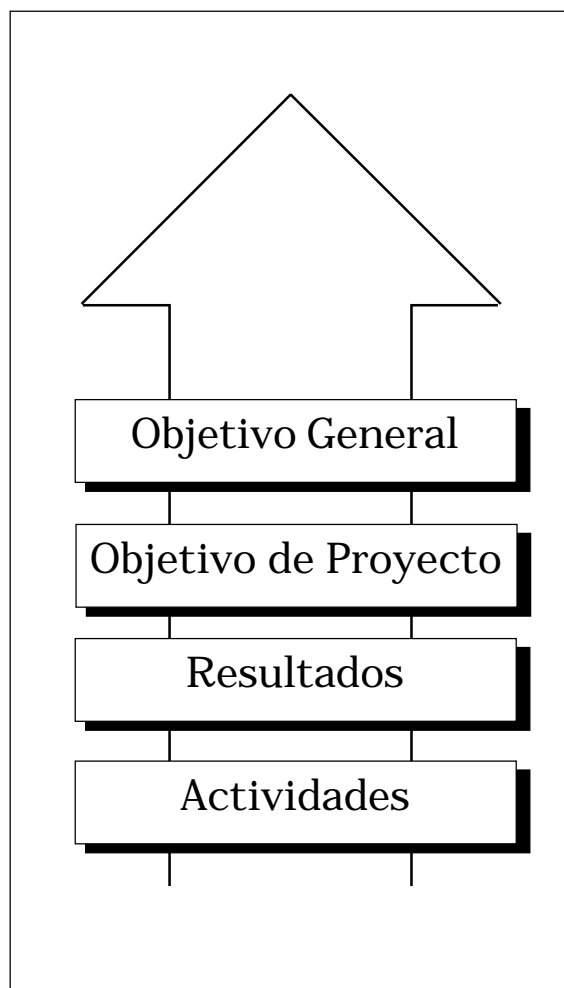 Objetivo General
Objetivo de Proyecto
Resultados
Actividades